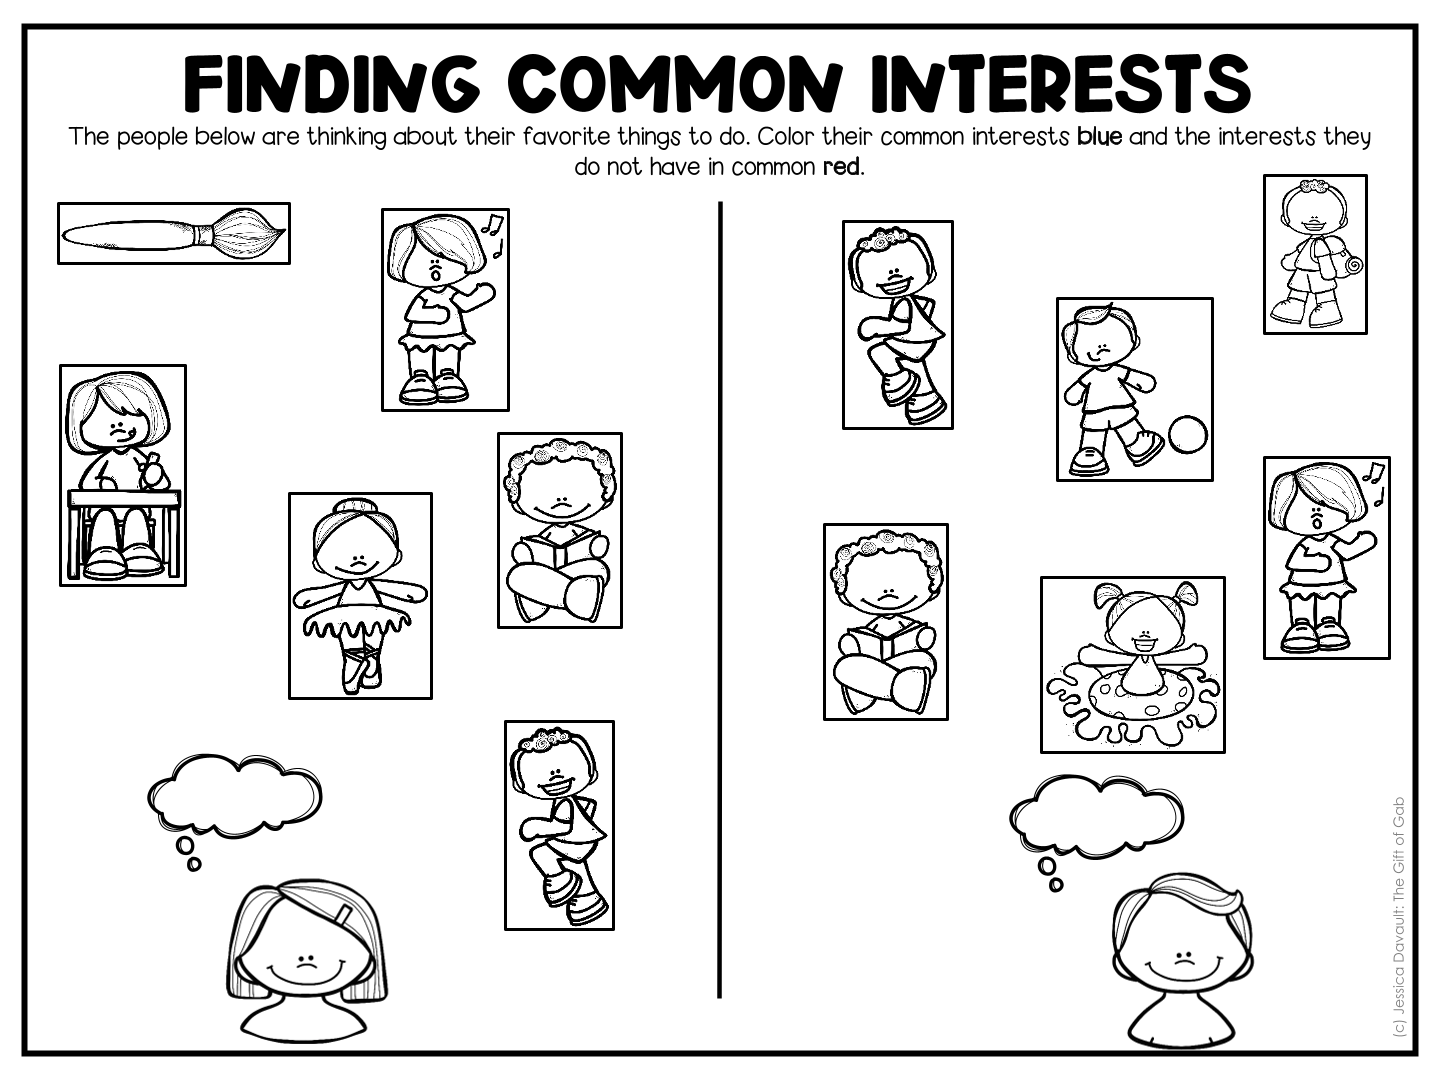 FINDING COMMON INTERESTS
The people below are thinking about their favorite things to do. Color their common interests blue and the interests they
do not have in common red.
(c) Jessica Davault: The Gift of Gab